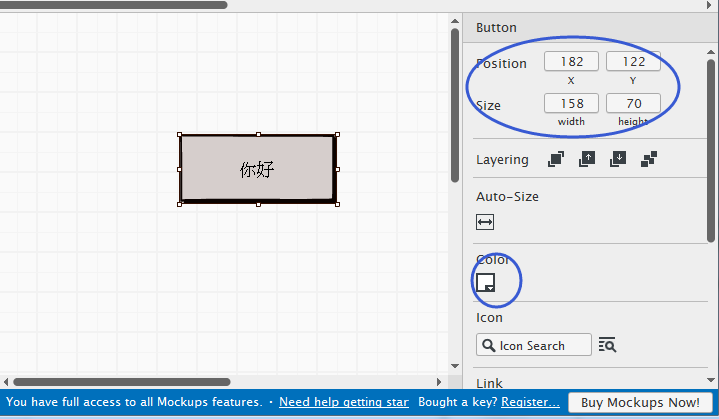 Button
Position 182 122
X Y
Size 158 70
width height
你好
Layering
Auto-Size
Color
Icon
Icon Search
Link
You have full access to all Mockups features. · Need help getting star Bought a key? Register... Buy Mockups Now!